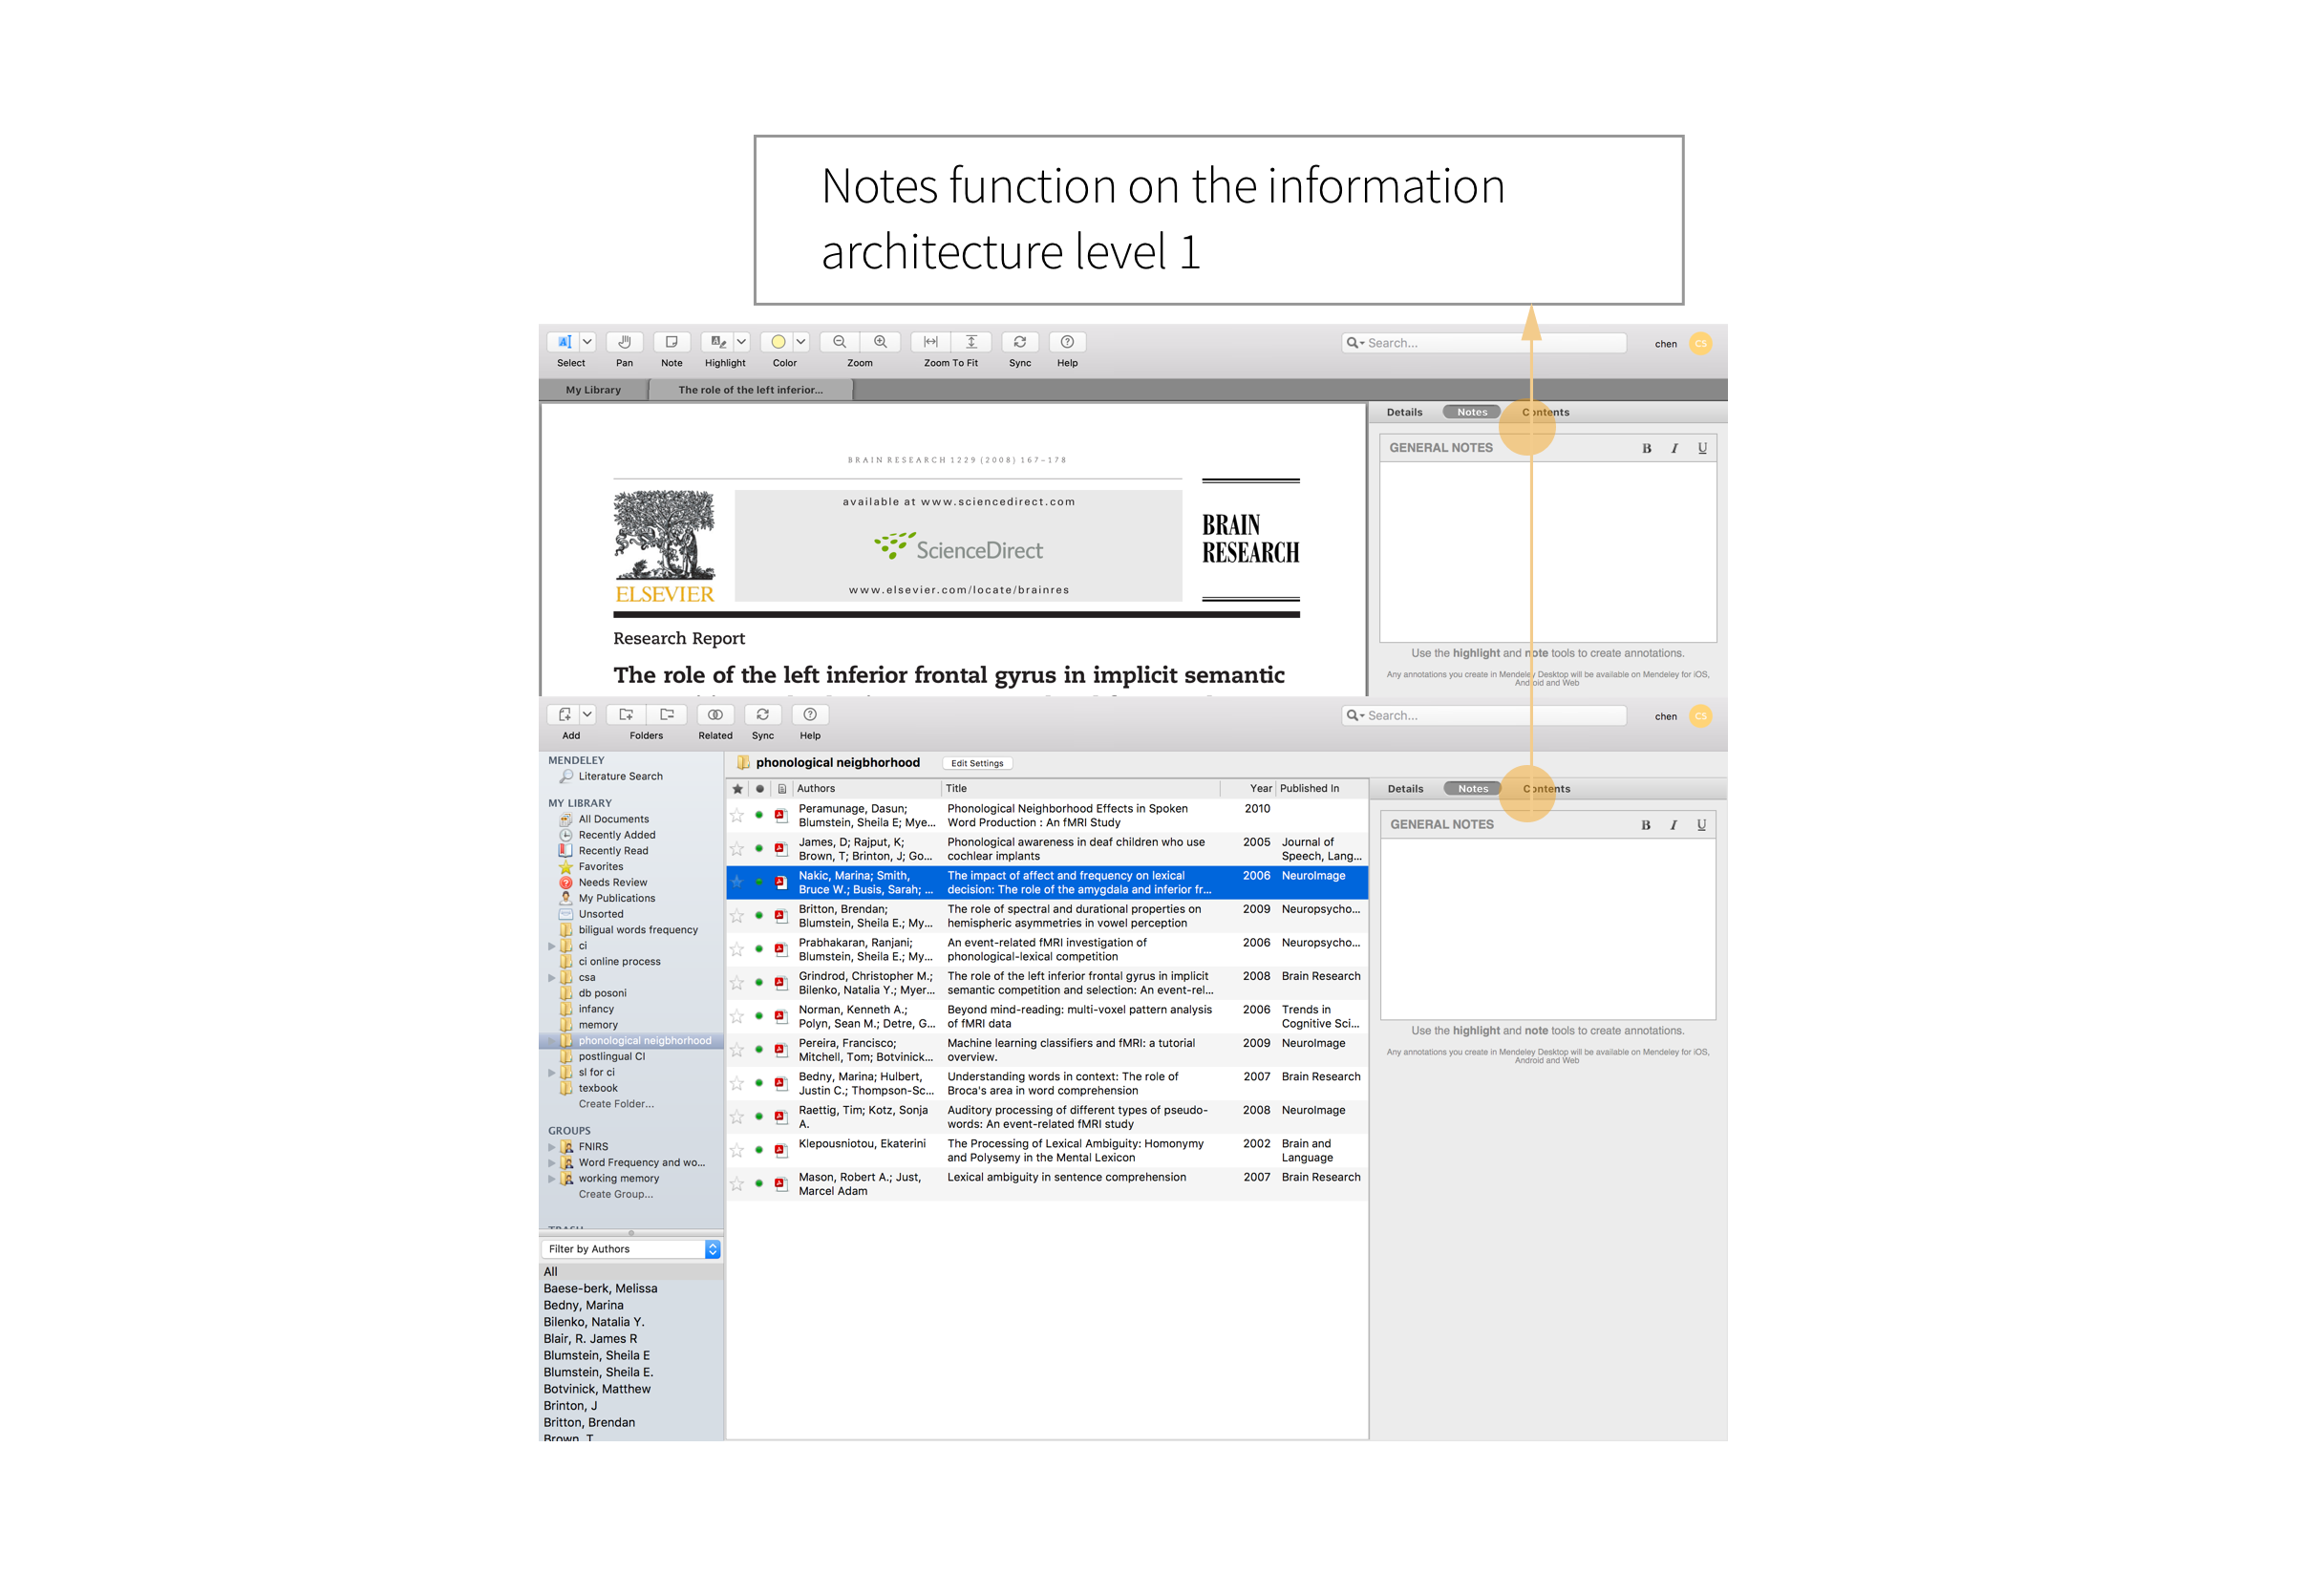 Notes function on the information
architecture level 1
Select Pan Note Highlight Color Zoom Zoom To Fit Sync Help
Search...
chen CS
My Library The role of the left inferior...
Details Notes Contents
BRAIN RESEARCH 1229 (2008) 167–178
available at www.sciencedirect.com
ScienceDirect
www.elsevier.com/locate/brainres
ELSEVIER
BRAIN
RESEARCH
Research Report
The role of the left inferior frontal gyrus in implicit semantic
GENERAL NOTES B I U
Use the highlight and note tools to create annotations.
Any annotations you create in Mendeley Desktop will be available on Mendeley for iOS,
Android and Web
Add Folders Related Sync Help
Search...
chen CS
MENDELEY
Literature Search
MY LIBRARY
All Documents
Recently Added
Recently Read
Favorites
Needs Review
My Publications
Unsorted
biligual words frequency
ci
ci online process
csa
db posoni
infancy
memory
phonological neigbhorhood
postlingual CI
sl for ci
texbook
Create Folder...
GROUPS
FNIRS
Word Frequency and wo...
working memory
Create Group...
TRASH
Filter by Authors
All
Baese-berk, Melissa
Bedny, Marina
Bilenko, Natalia Y.
Blair, R. James R
Blumstein, Sheila E
Blumstein, Sheila E.
Botvinick, Matthew
Brinton, J
Britton, Brendan
Brown, T
phonological neigbhorhood Edit Settings
Authors Title Year Published In
Peramunage, Dasun; Phonological Neighborhood Effects in Spoken 2010
Blumstein, Sheila E; Mye... Word Production : An fMRI Study
James, D; Rajput, K; Phonological awareness in deaf children who use 2005 Journal of
Brown, T; Brinton, J; Go... cochlear implants Speech, Lang...
Nakic, Marina; Smith, The impact of affect and frequency on lexical 2006 NeuroImage
Bruce W.; Busis, Sarah; ... decision: The role of the amygdala and inferior fr...
Britton, Brendan; The role of spectral and durational properties on 2009 Neuropsycho...
Blumstein, Sheila E.; My... hemispheric asymmetries in vowel perception
Prabhakaran, Ranjani; An event-related fMRI investigation of 2006 Neuropsycho...
Blumstein, Sheila E.; My... phonological-lexical competition
Grindrod, Christopher M.; The role of the left inferior frontal gyrus in implicit 2008 Brain Research
Bilenko, Natalia Y.; Myer... semantic competition and selection: An event-rel...
Norman, Kenneth A.; Beyond mind-reading: multi-voxel pattern analysis 2006 Trends in
Polyn, Sean M.; Detre, G... of fMRI data Cognitive Sci...
Pereira, Francisco; Machine learning classifiers and fMRI: a tutorial 2009 NeuroImage
Mitchell, Tom; Botvinick... overview.
Bedny, Marina; Hulbert, Understanding words in context: The role of 2007 Brain Research
Justin C.; Thompson-Sc... Broca's area in word comprehension
Raettig, Tim; Kotz, Sonja Auditory processing of different types of pseudo- 2008 NeuroImage
A. words: An event-related fMRI study
Klepousniotou, Ekaterini The Processing of Lexical Ambiguity: Homonymy 2002 Brain and
and Polysemy in the Mental Lexicon Language
Mason, Robert A.; Just, Lexical ambiguity in sentence comprehension 2007 Brain Research
Marcel Adam
Details Notes Contents
GENERAL NOTES B I U
Use the highlight and note tools to create annotations.
Any annotations you create in Mendeley Desktop will be available on Mendeley for iOS,
Android and Web